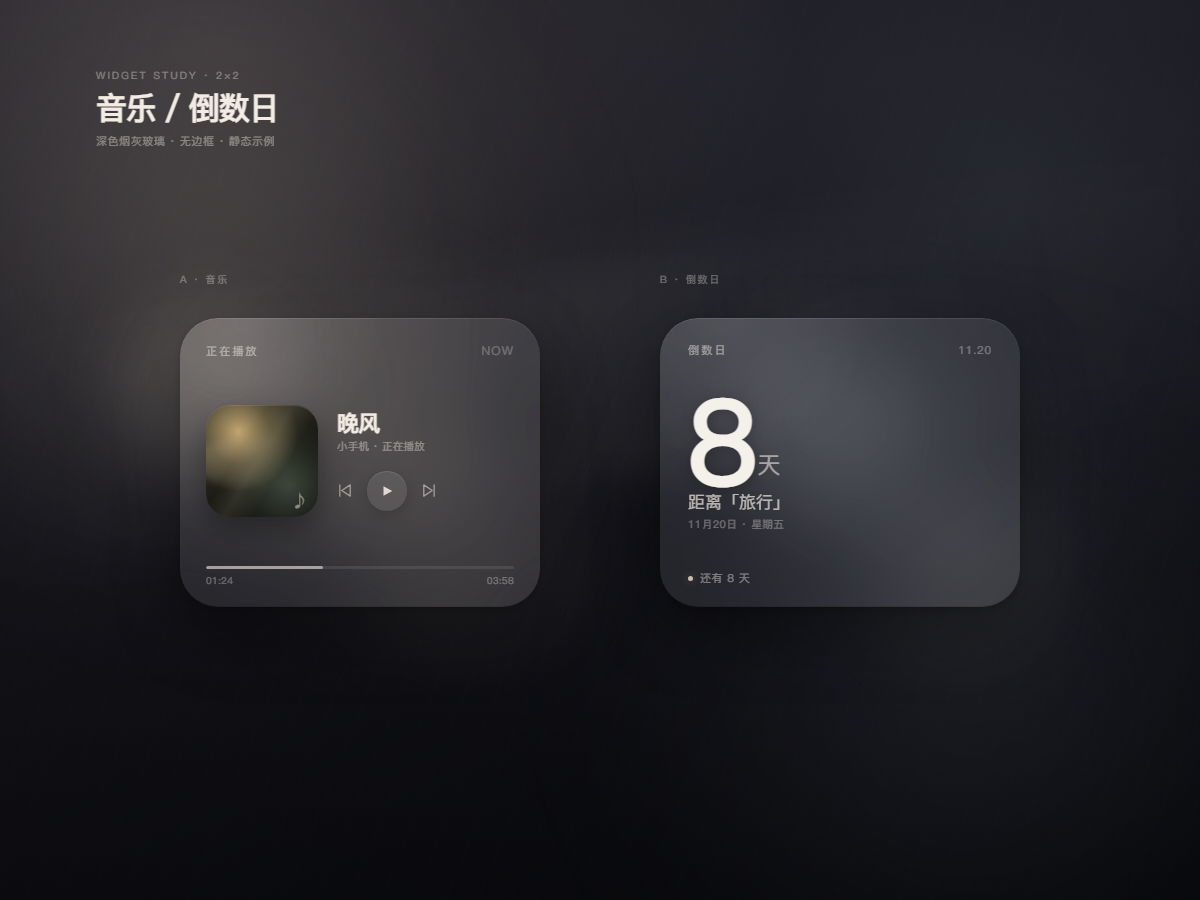 WIDGET STUDY · 2×2
音乐 / 倒数日
深色烟灰玻璃 · 无边框 · 静态示例
A · 音乐
正在播放
NOW
晚风
小手机 · 正在播放
01:24
03:58
B · 倒数日
倒数日
11.20
8天
距离「旅行」
11月20日 · 星期五
还有 8 天